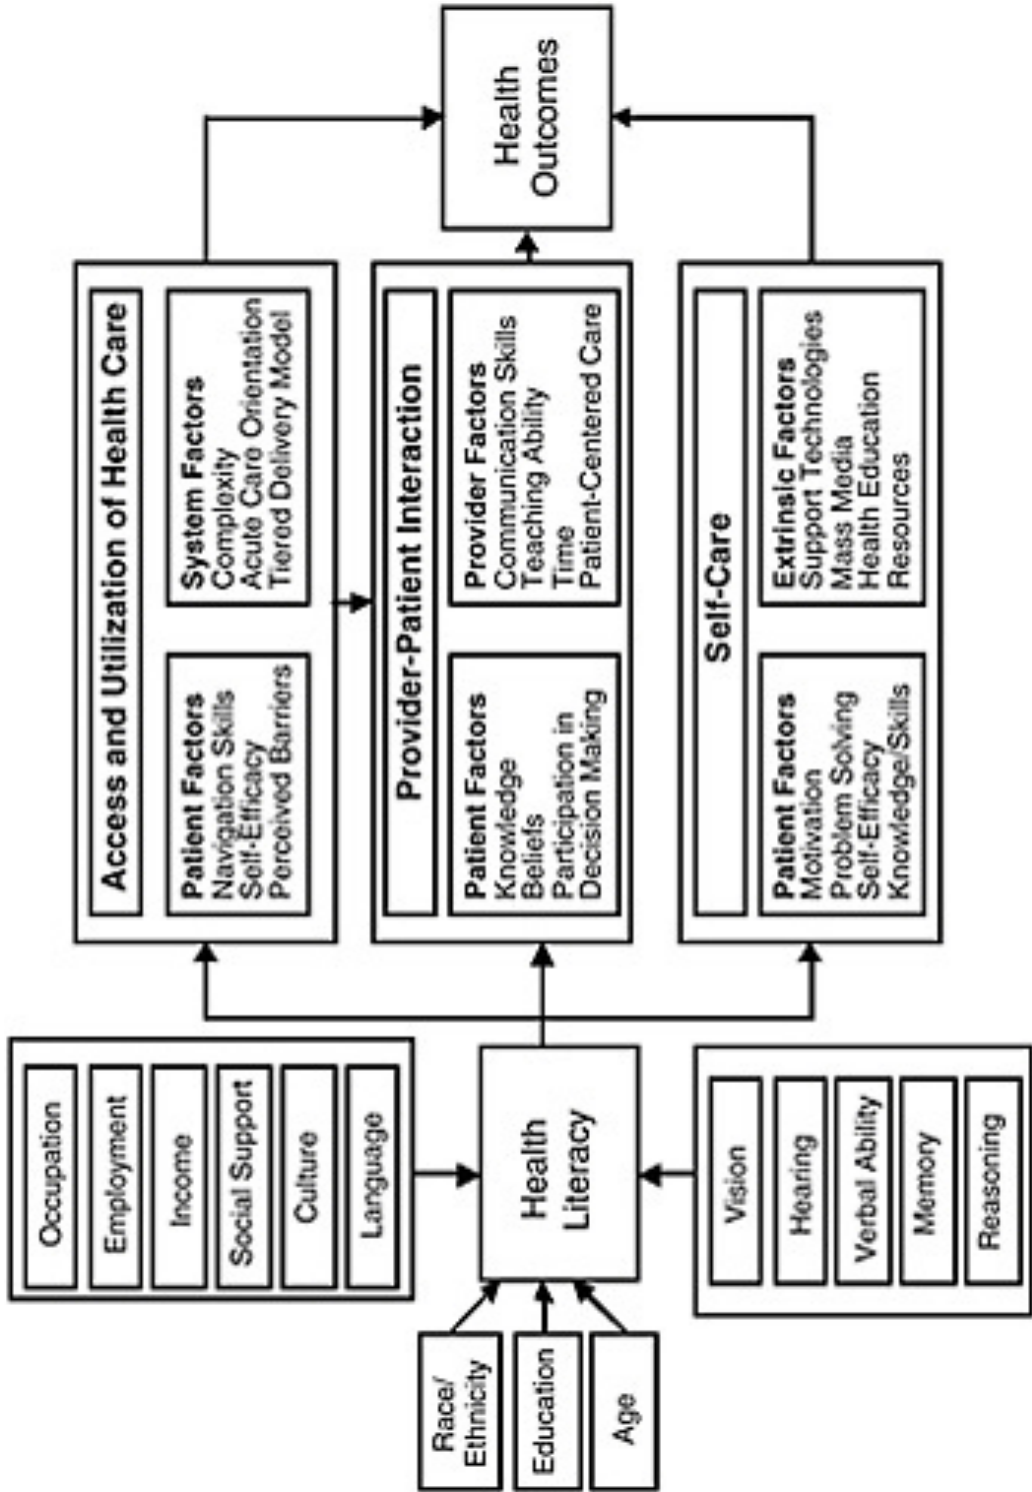 Race/
Ethnicity
Education
Age
Occupation
Employment
Income
Social Support
Culture
Language
Health
Literacy
Vision
Hearing
Verbal Ability
Memory
Reasoning
Access and Utilization of Health Care
Patient Factors
Navigation Skills
Self-Efficacy
Perceived Barriers
System Factors
Complexity
Acute Care Orientation
Tiered Delivery Model
Provider-Patient Interaction
Patient Factors
Knowledge
Beliefs
Participation in
Decision Making
Provider Factors
Communication Skills
Teaching Ability
Time
Patient-Centered Care
Self-Care
Patient Factors
Motivation
Problem Solving
Self-Efficacy
Knowledge/Skills
Extrinsic Factors
Support Technologies
Mass Media
Health Education
Resources
Health
Outcomes